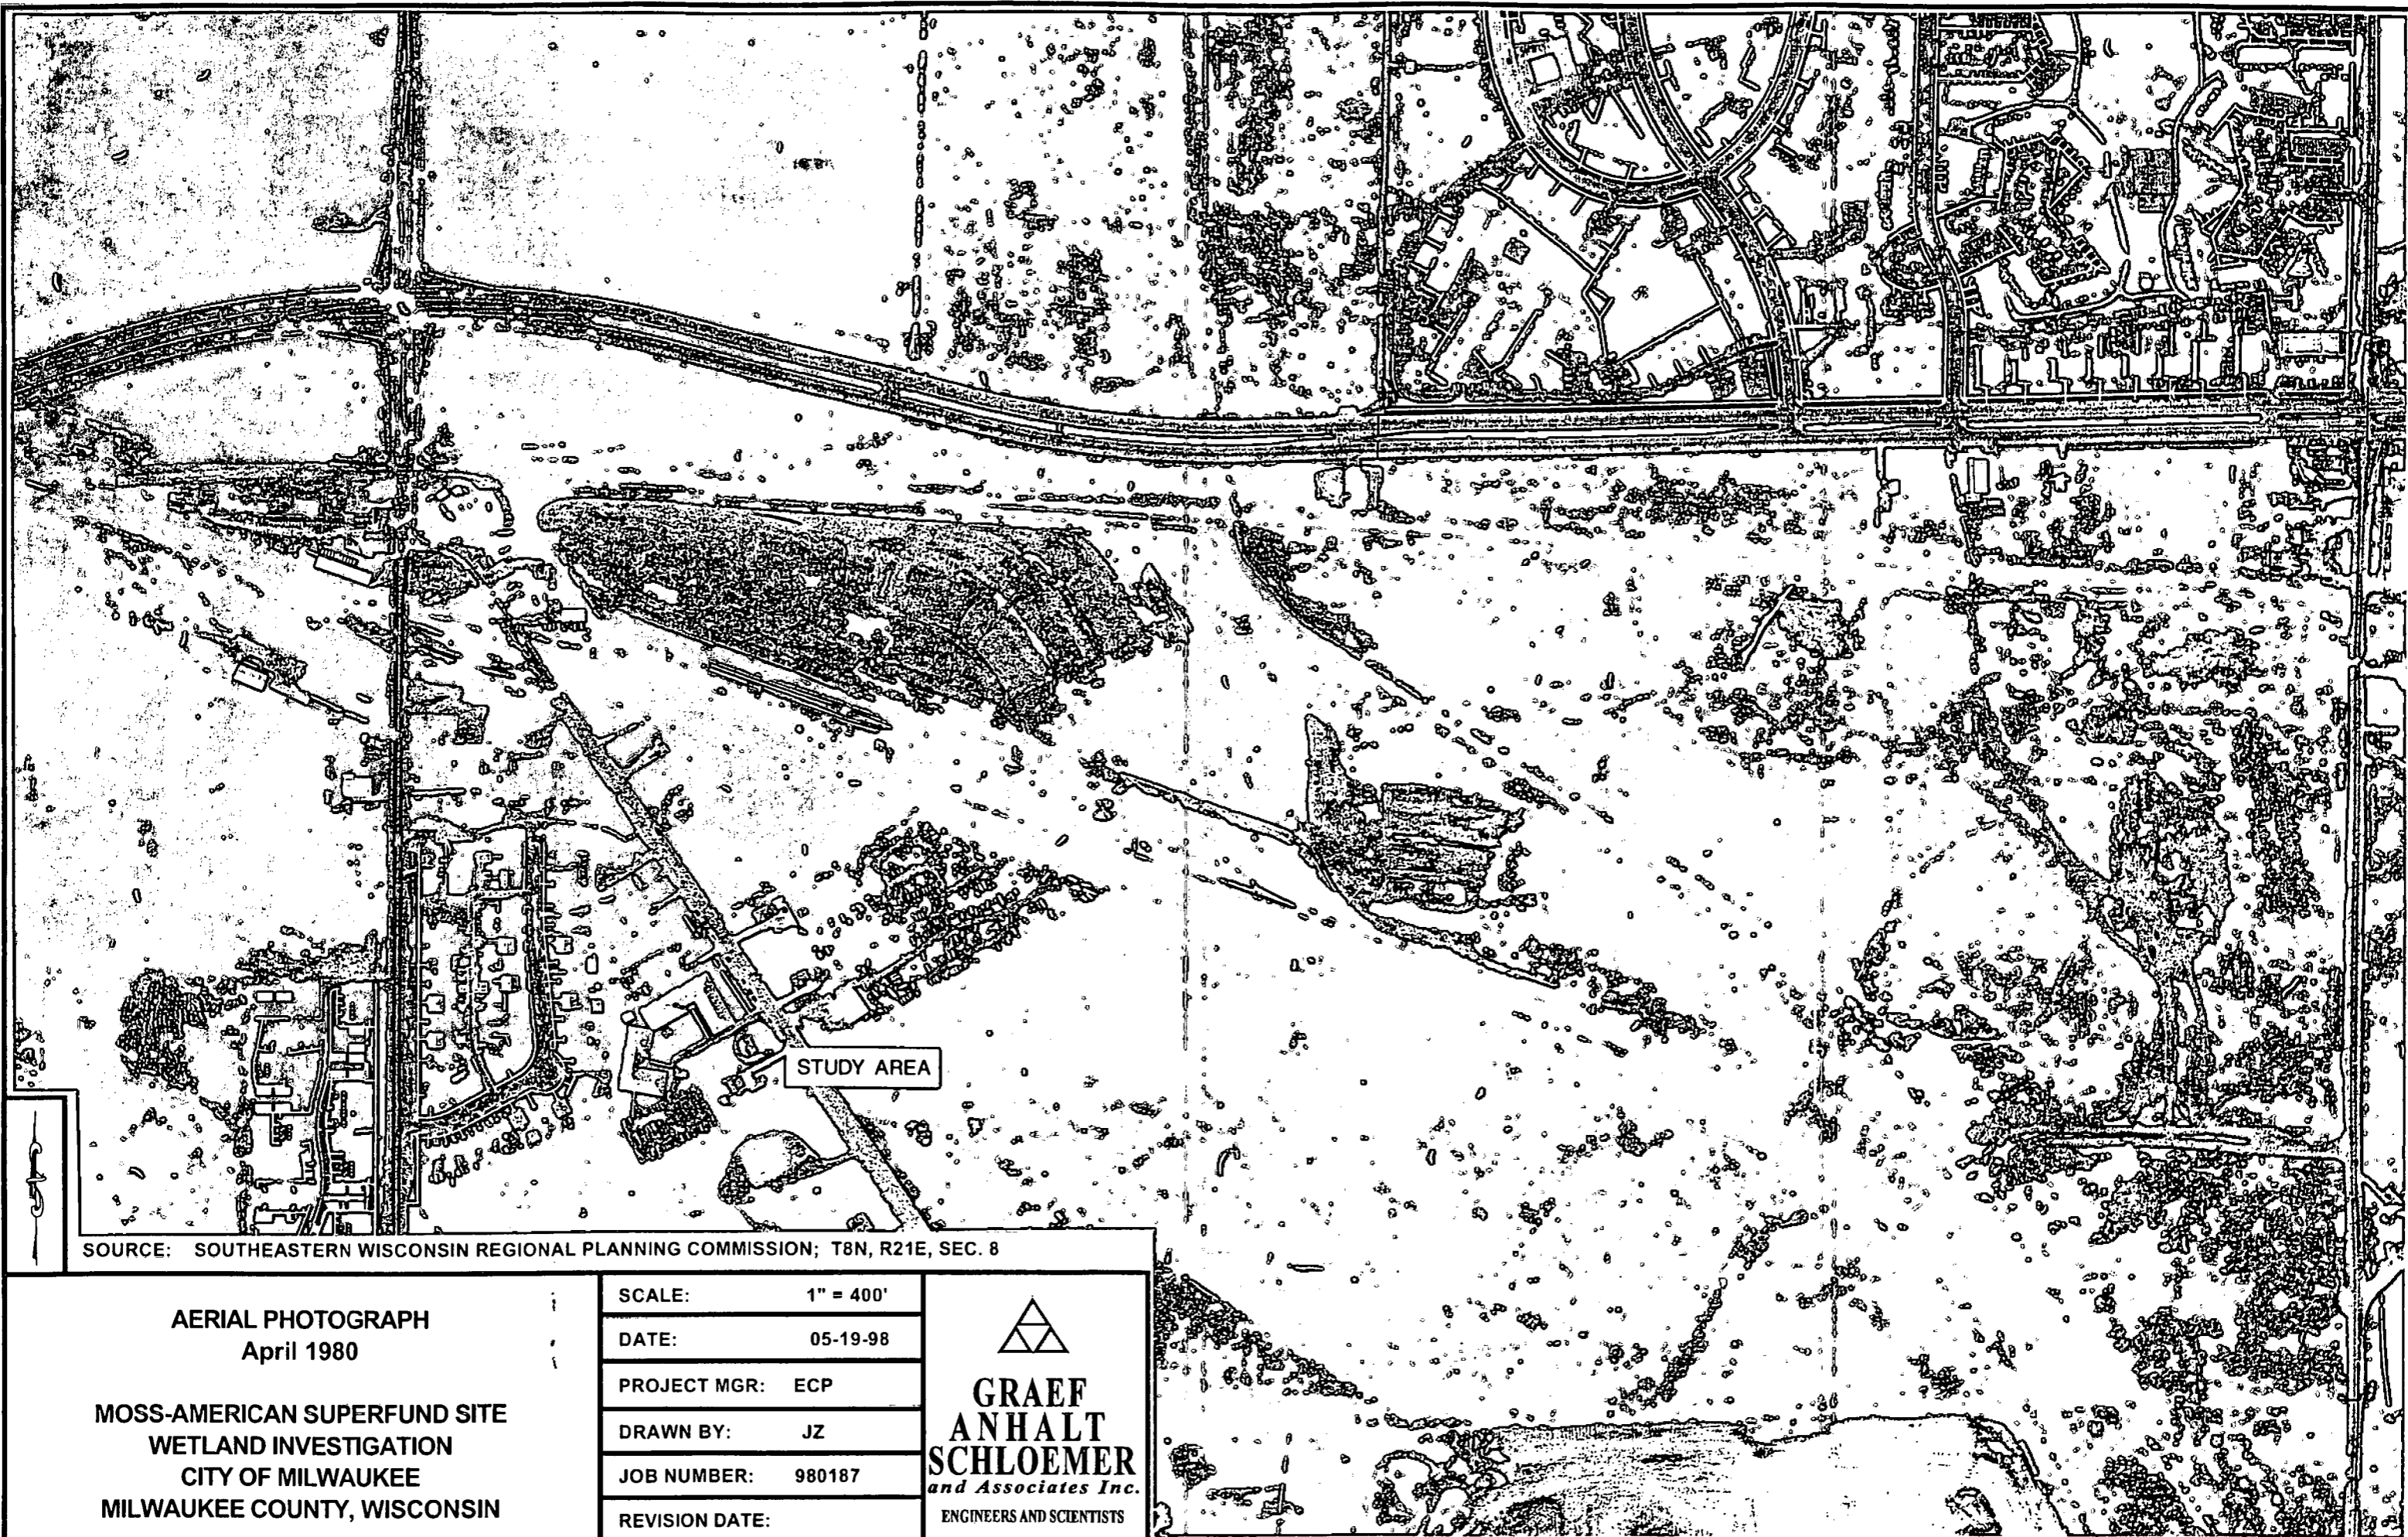 STUDY AREA
SOURCE: SOUTHEASTERN WISCONSIN REGIONAL PLANNING COMMISSION; T8N, R21E, SEC. 8
AERIAL PHOTOGRAPH
April 1980
MOSS-AMERICAN SUPERFUND SITE
WETLAND INVESTIGATION
CITY OF MILWAUKEE
MILWAUKEE COUNTY, WISCONSIN
SCALE: 1" = 400'
DATE: 05-19-98
PROJECT MGR: ECP
DRAWN BY: JZ
JOB NUMBER: 980187
REVISION DATE:
GRAEF
ANHALT
SCHLOEMER
and Associates Inc.
ENGINEERS AND SCIENTISTS